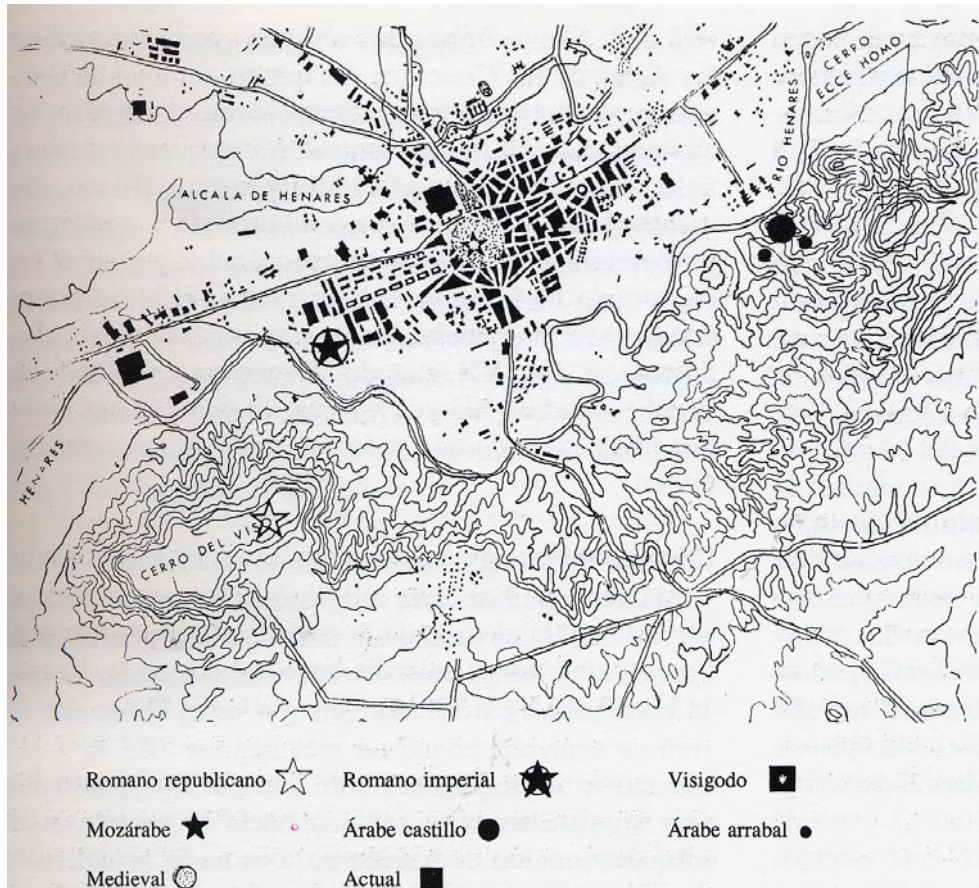 CERRO
ECCE HOMO
RIO HENARES
ALCALA DE HENARES
HENARES
CERRO DEL VISO
Romano republicano
Romano imperial
Visigodo
Mozárabe
Árabe castillo
Árabe arrabal
Medieval
Actual